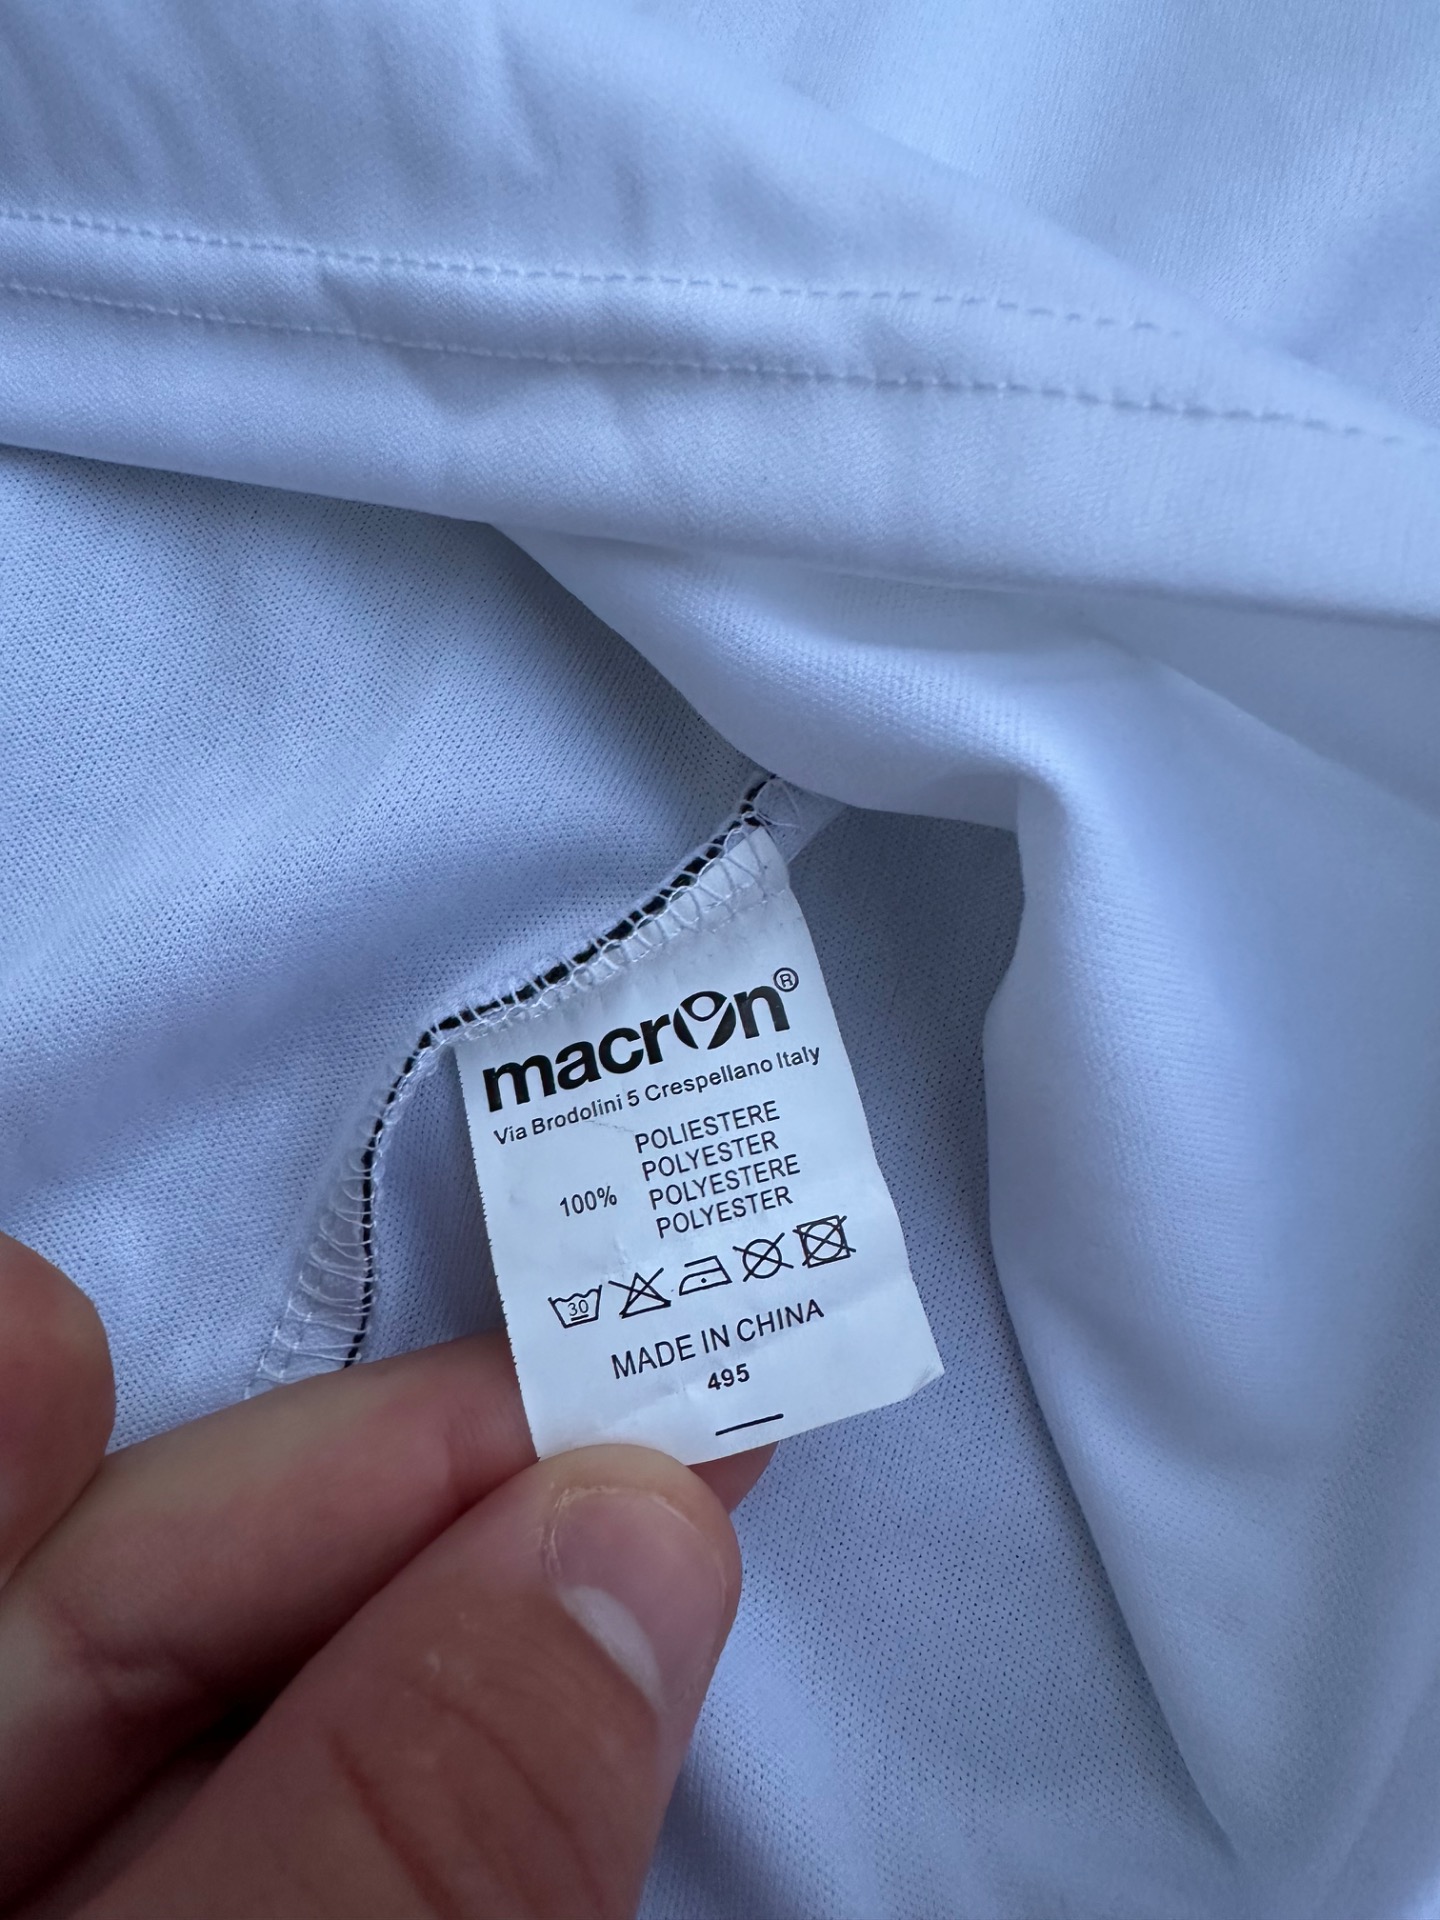 macron®
Via Brodolini 5 Crespellano Italy
POLIESTERE
POLYESTER
100% POLYESTERE
POLYESTER
30
MADE IN CHINA
495